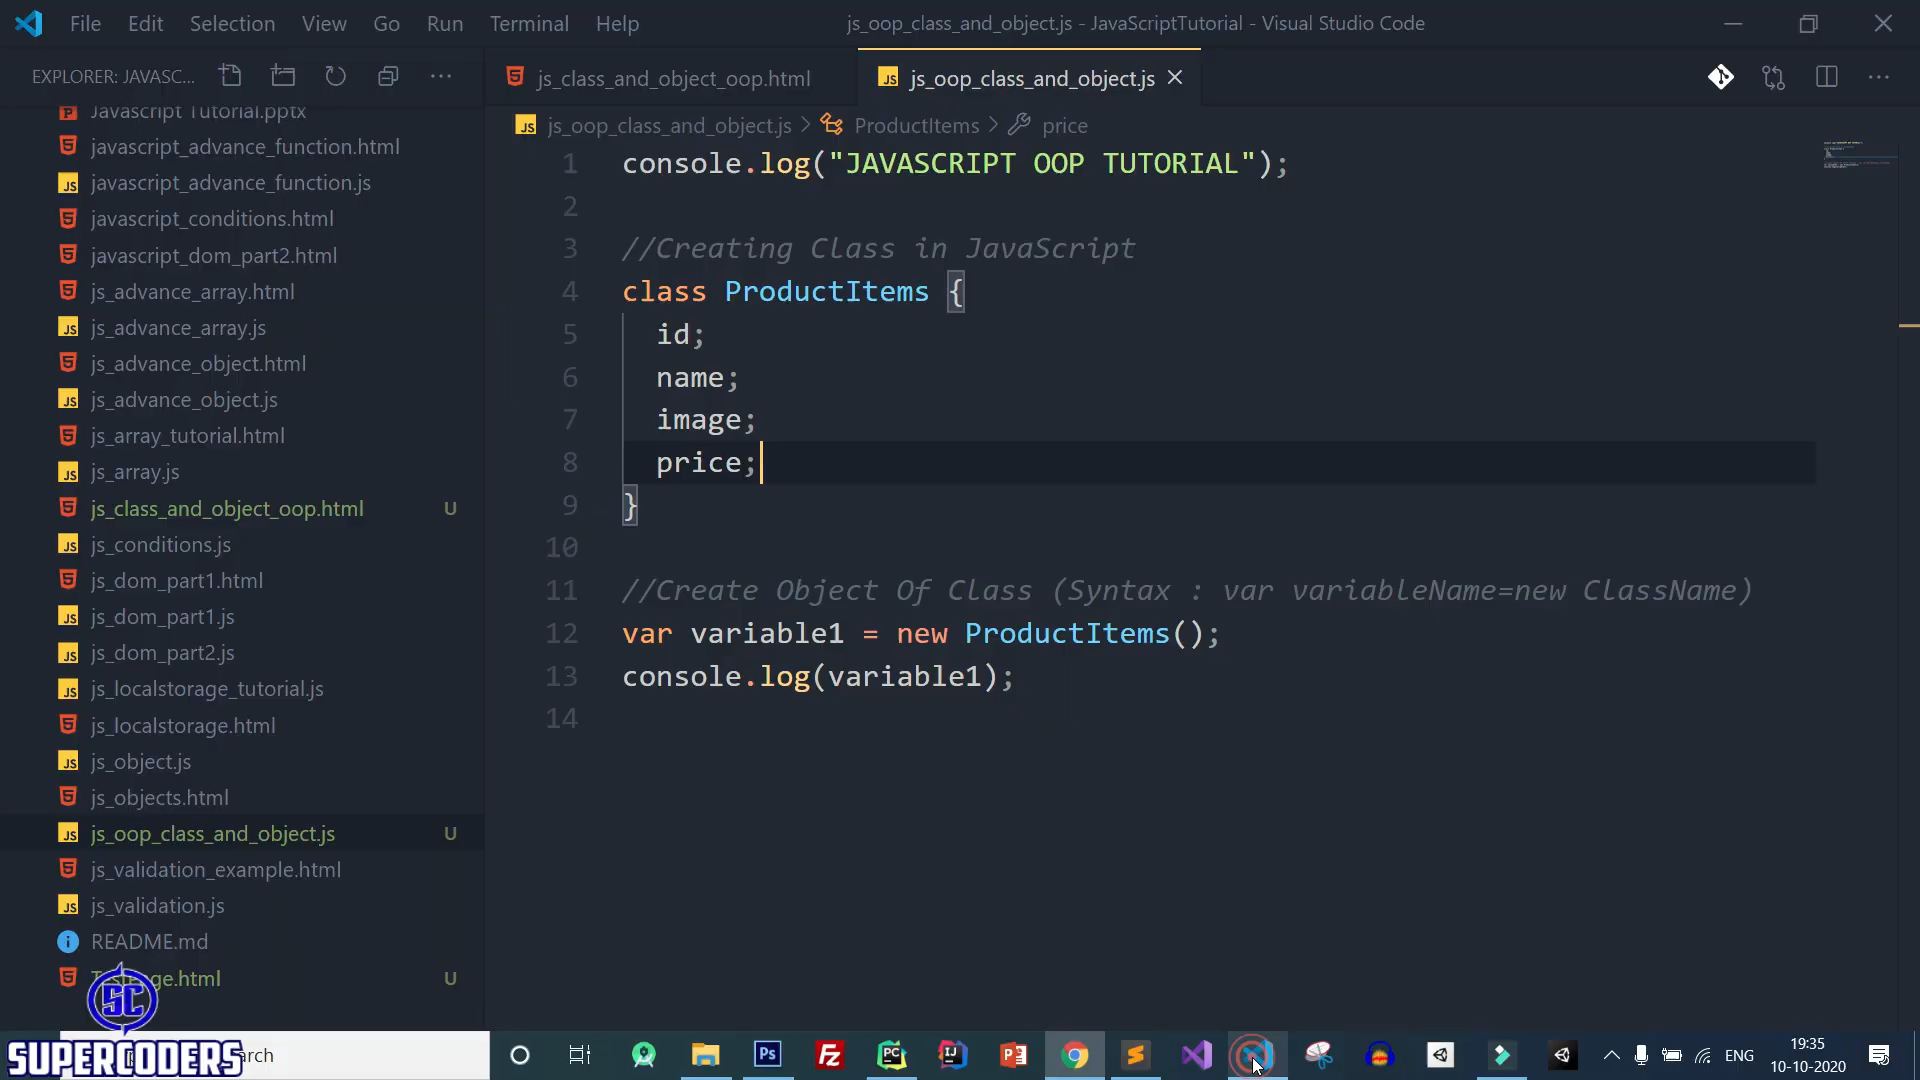 File Edit Selection View Go Run Terminal Help
js_oop_class_and_object.js - JavaScriptTutorial - Visual Studio Code
EXPLORER: JAVASC...
Javascript Tutorial.pptx
javascript_advance_function.html
javascript_advance_function.js
javascript_conditions.html
javascript_dom_part2.html
js_advance_array.html
js_advance_array.js
js_advance_object.html
js_advance_object.js
js_array_tutorial.html
js_array.js
js_class_and_object_oop.html U
js_conditions.js
js_dom_part1.html
js_dom_part1.js
js_dom_part2.js
js_localstorage_tutorial.js
js_localstorage.html
js_object.js
js_objects.html
js_oop_class_and_object.js U
js_validation_example.html
js_validation.js
README.md
U
js_class_and_object_oop.html
js_oop_class_and_object.js
js_oop_class_and_object.js > ProductItems > price
1 console.log("JAVASCRIPT OOP TUTORIAL");
2
3 //Creating Class in JavaScript
4 class ProductItems {
5 id;
6 name;
7 image;
8 price;
9 }
10
11 //Create Object Of Class (Syntax : var variableName=new ClassName)
12 var variable1 = new ProductItems();
13 console.log(variable1);
14
SC
SUPERCODERS
ENG
19:35
10-10-2020